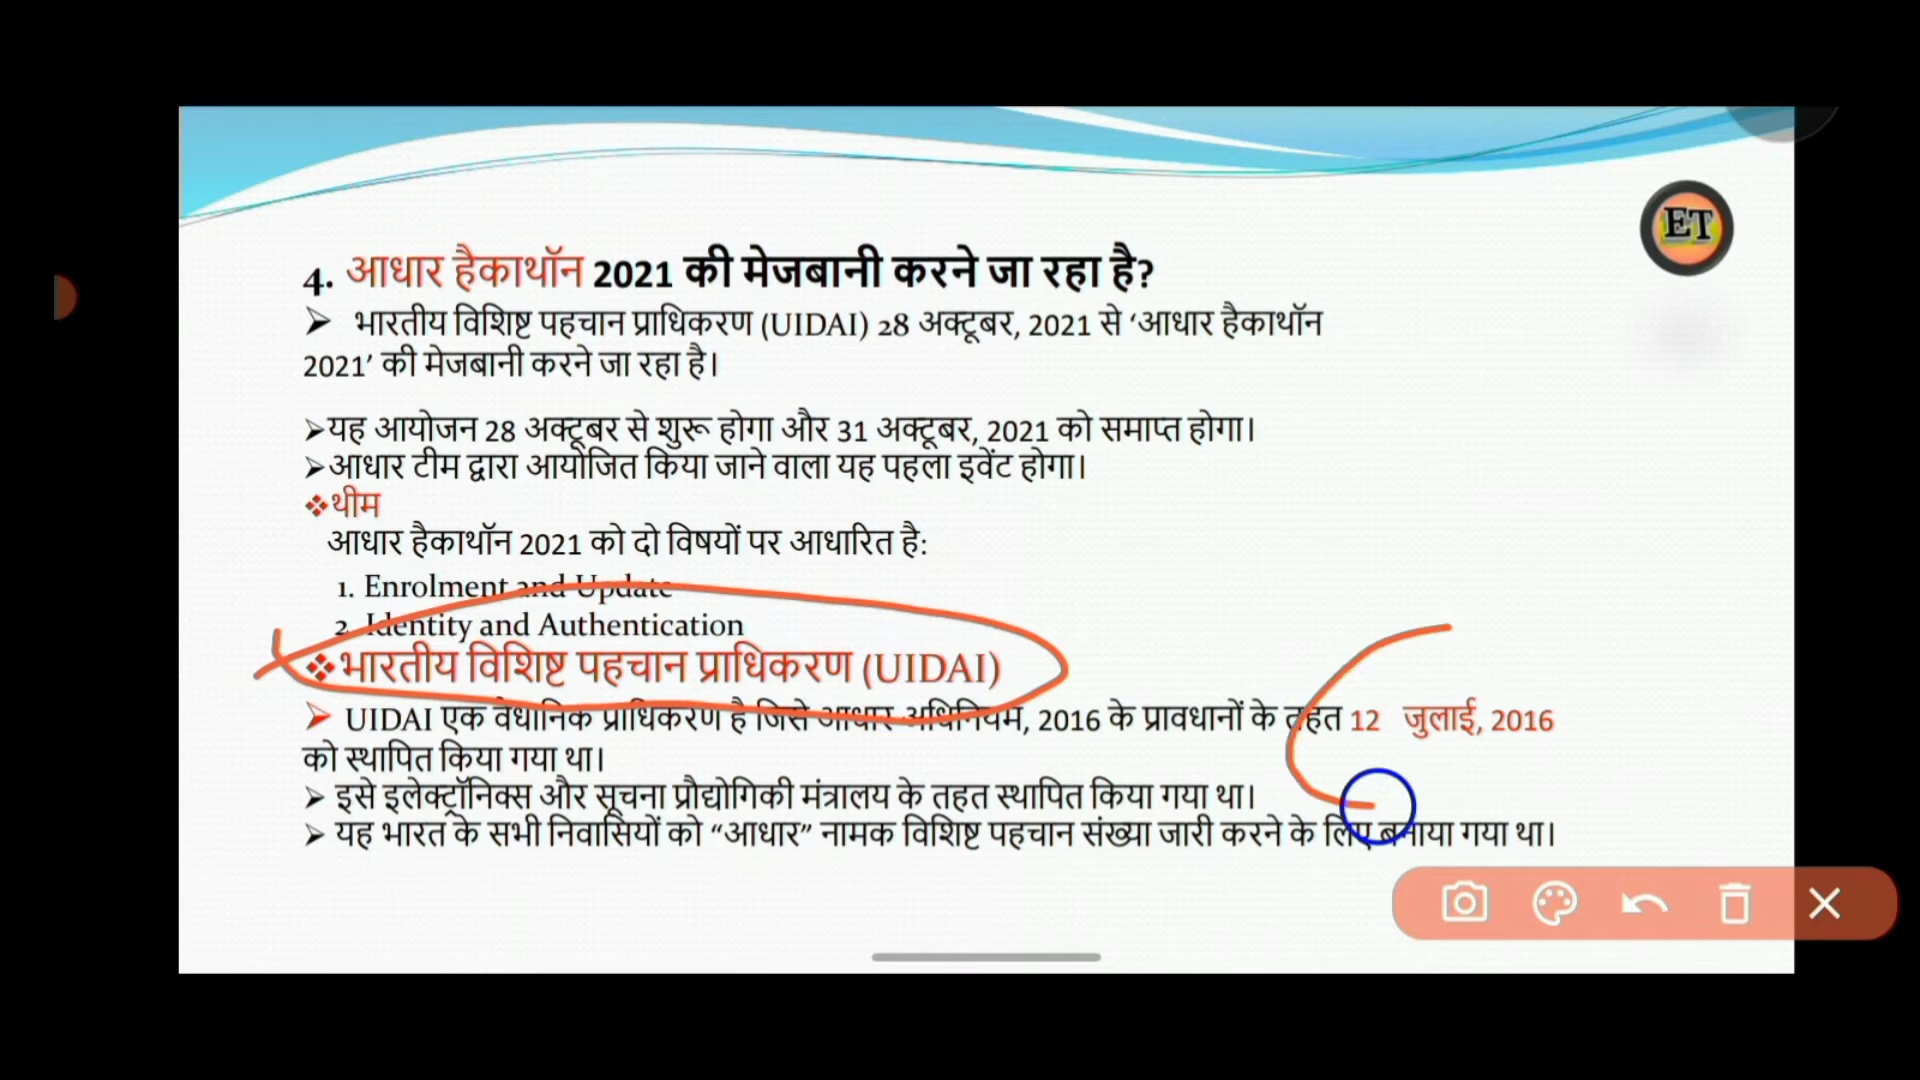 ET
4. आधार हैकाथॉन 2021 की मेजबानी करने जा रहा है?
➤ भारतीय विशिष्ट पहचान प्राधिकरण (UIDAI) 28 अक्टूबर, 2021 से ‘आधार हैकाथॉन
2021’ की मेजबानी करने जा रहा है।
➤यह आयोजन 28 अक्टूबर से शुरू होगा और 31 अक्टूबर, 2021 को समाप्त होगा।
➤आधार टीम द्वारा आयोजित किया जाने वाला यह पहला इवेंट होगा।
❖थीम
आधार हैकाथॉन 2021 को दो विषयों पर आधारित है:
1. Enrolment and Update
2. Identity and Authentication
❖भारतीय विशिष्ट पहचान प्राधिकरण (UIDAI)
➤ UIDAI एक वैधानिक प्राधिकरण है जिसे आधार अधिनियम, 2016 के प्रावधानों के तहत 12 जुलाई, 2016
को स्थापित किया गया था।
➤ इसे इलेक्ट्रॉनिक्स और सूचना प्रौद्योगिकी मंत्रालय के तहत स्थापित किया गया था।
➤ यह भारत के सभी निवासियों को “आधार” नामक विशिष्ट पहचान संख्या जारी करने के लिए बनाया गया था।